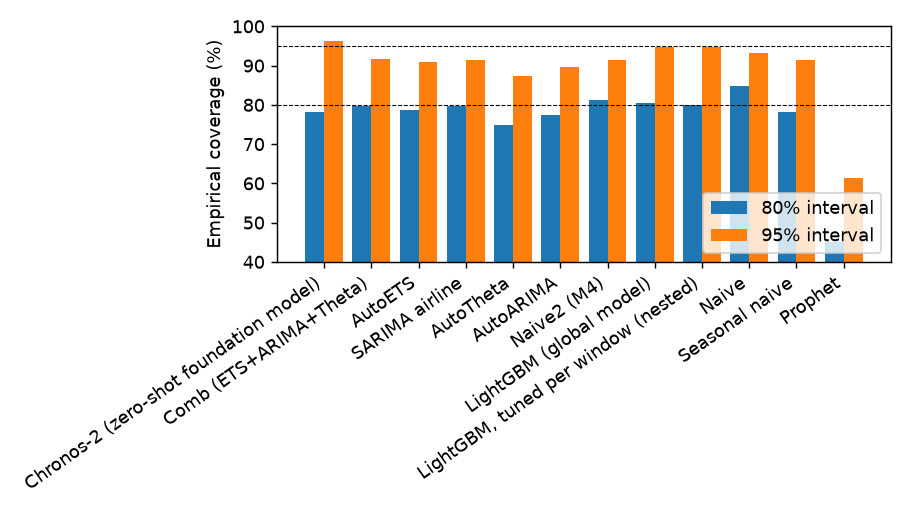 Empirical coverage (%)
100
90
80
70
60
50
40
80% interval
95% interval
Chronos-2 (zero-shot foundation model)
Comb (ETS+ARIMA+Theta)
AutoETS
SARIMA airline
AutoTheta
AutoARIMA
Naive2 (M4)
LightGBM (global model)
LightGBM, tuned per window (nested)
Naive
Seasonal naive
Prophet